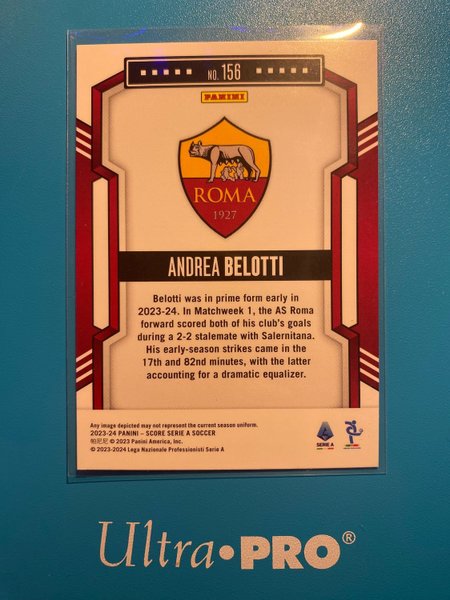 NO. 156
PANINI
ROMA
1927
ANDREA BELOTTI
Belotti was in prime form early in
2023-24. In Matchweek 1, the AS Roma
forward scored both of his club's goals
during a 2-2 stalemate with Salernitana.
His early-season strikes came in the
17th and 82nd minutes, with the latter
accounting for a dramatic equalizer.
Any image depicted may not represent the current season uniform.
2023-24 PANINI – SCORE SERIE A SOCCER
帕尼尼 © 2023 Panini America, Inc.
© 2023-2024 Lega Nazionale Professionisti Serie A
SERIE A
Ultra•PRO®